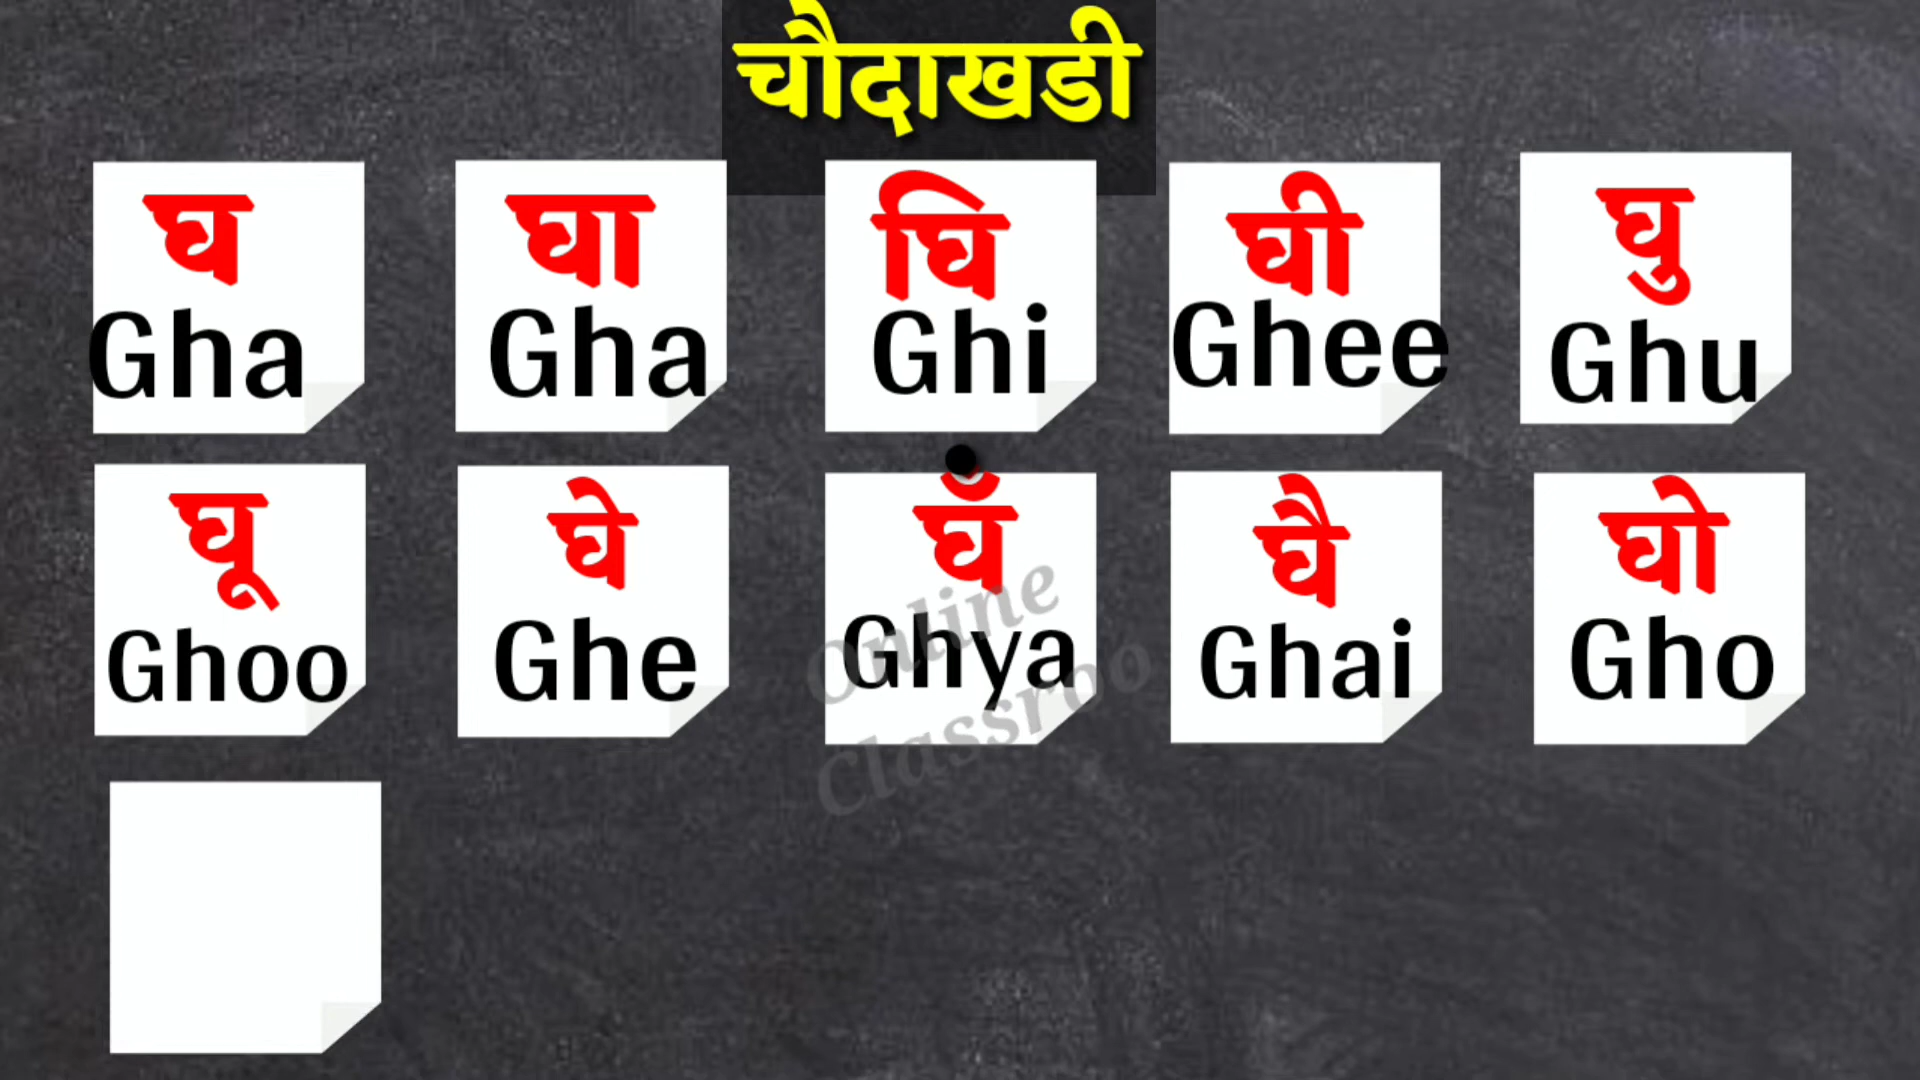 चौदाखडी
घ घा घि घी घु
Gha Gha Ghi Ghee Ghu
घू घे घँ घै घो
Ghoo Ghe Ghya Ghai Gho
Online
Classroo